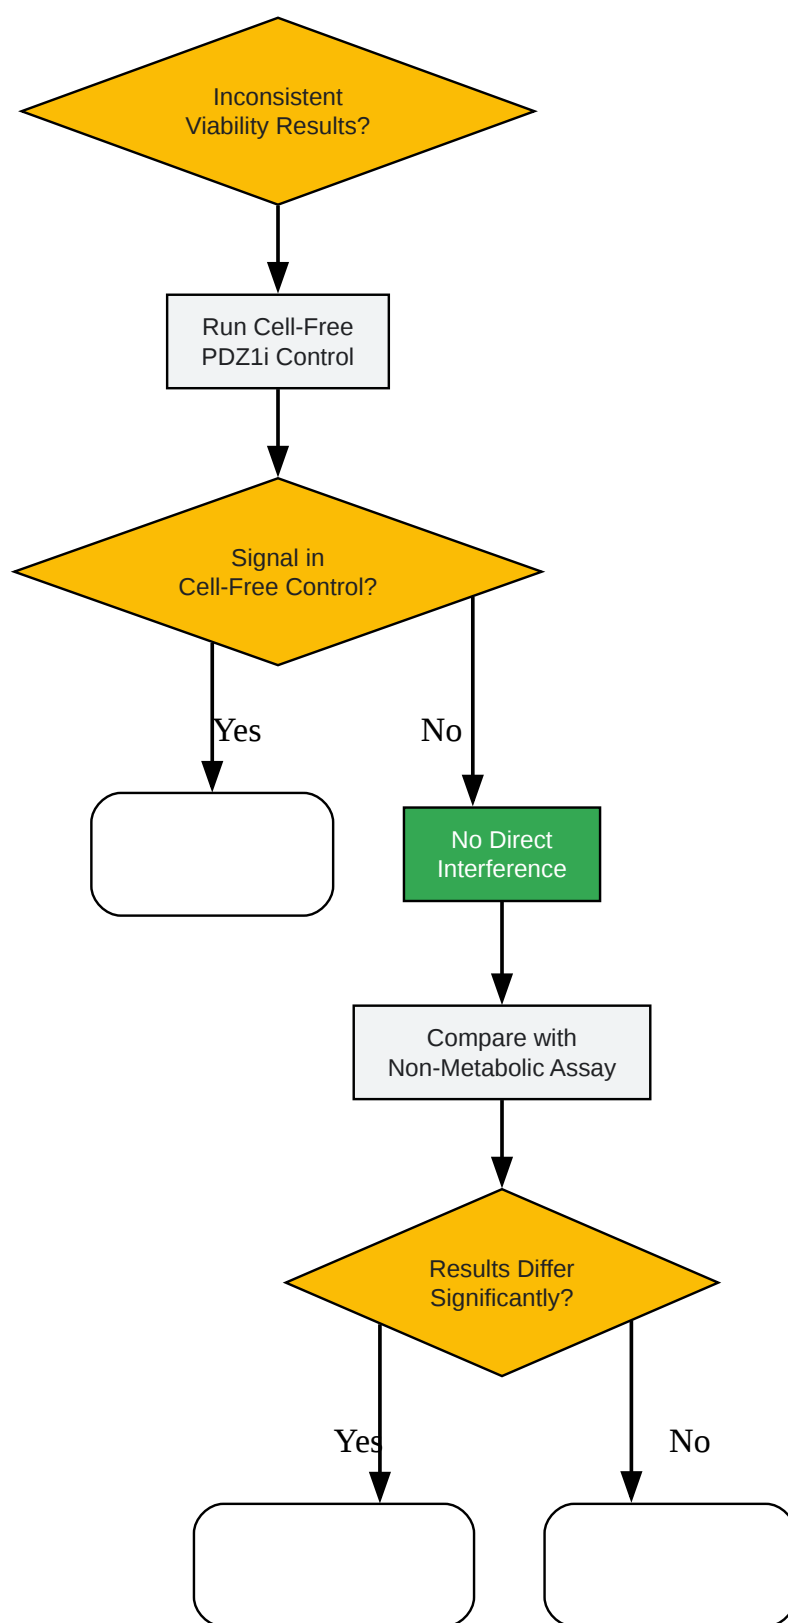 Inconsistent
Viability Results?
Run Cell-Free
PDZ1i Control
Signal in
Cell-Free Control?
Yes
No
No Direct
Interference
Compare with
Non-Metabolic Assay
Results Differ
Significantly?
Yes
No